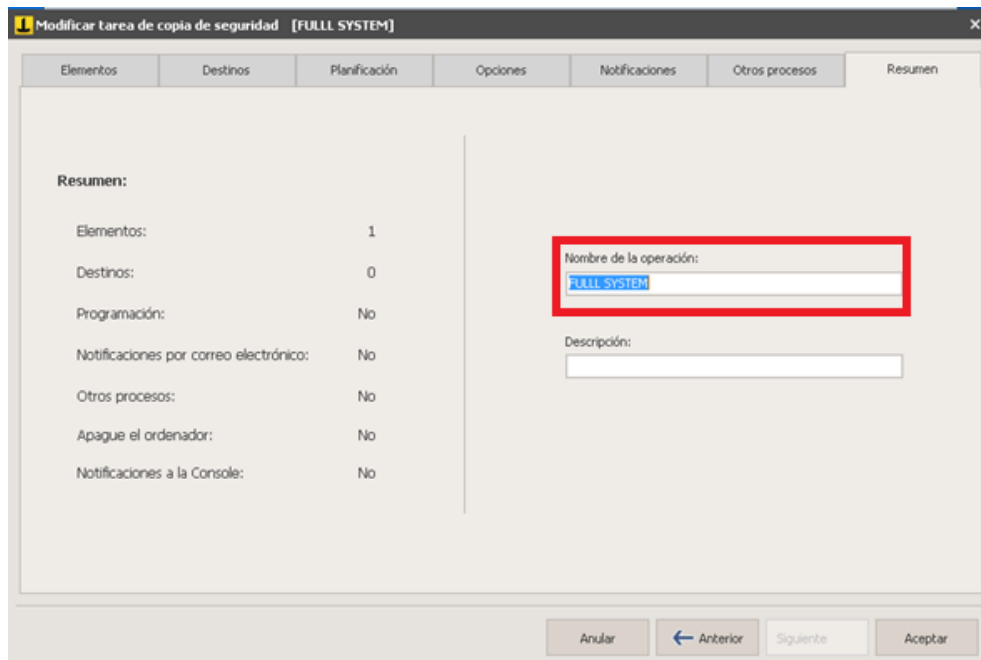 Modificar tarea de copia de seguridad [FULLL SYSTEM]
Elementos Destinos Planificación Opciones Notificaciones Otros procesos Resumen
Resumen:
Elementos: 1
Destinos: 0
Programación: No
Notificaciones por correo electrónico: No
Otros procesos: No
Apague el ordenador: No
Notificaciones a la Console: No
Nombre de la operación:
FULLL SYSTEM
Descripción:
Anular Anterior Siguiente Aceptar